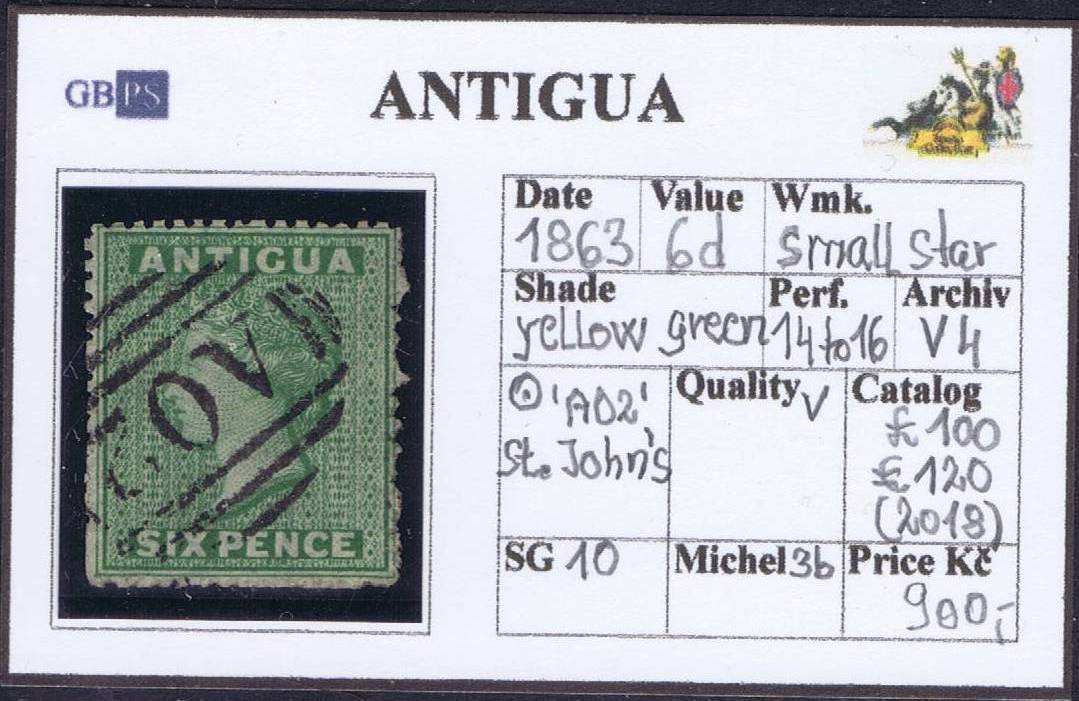 GBPS
ANTIGUA
ANTIGUA
A02
SIX PENCE
Date Value Wmk.
1863 6d small star
Shade Perf. Archiv
yellow green 14 to 16 V4
⊙ 'A02' Quality V Catalog
St. John's £100
£120
(2018)
SG 10 Michel 3b Price Kč
900,-